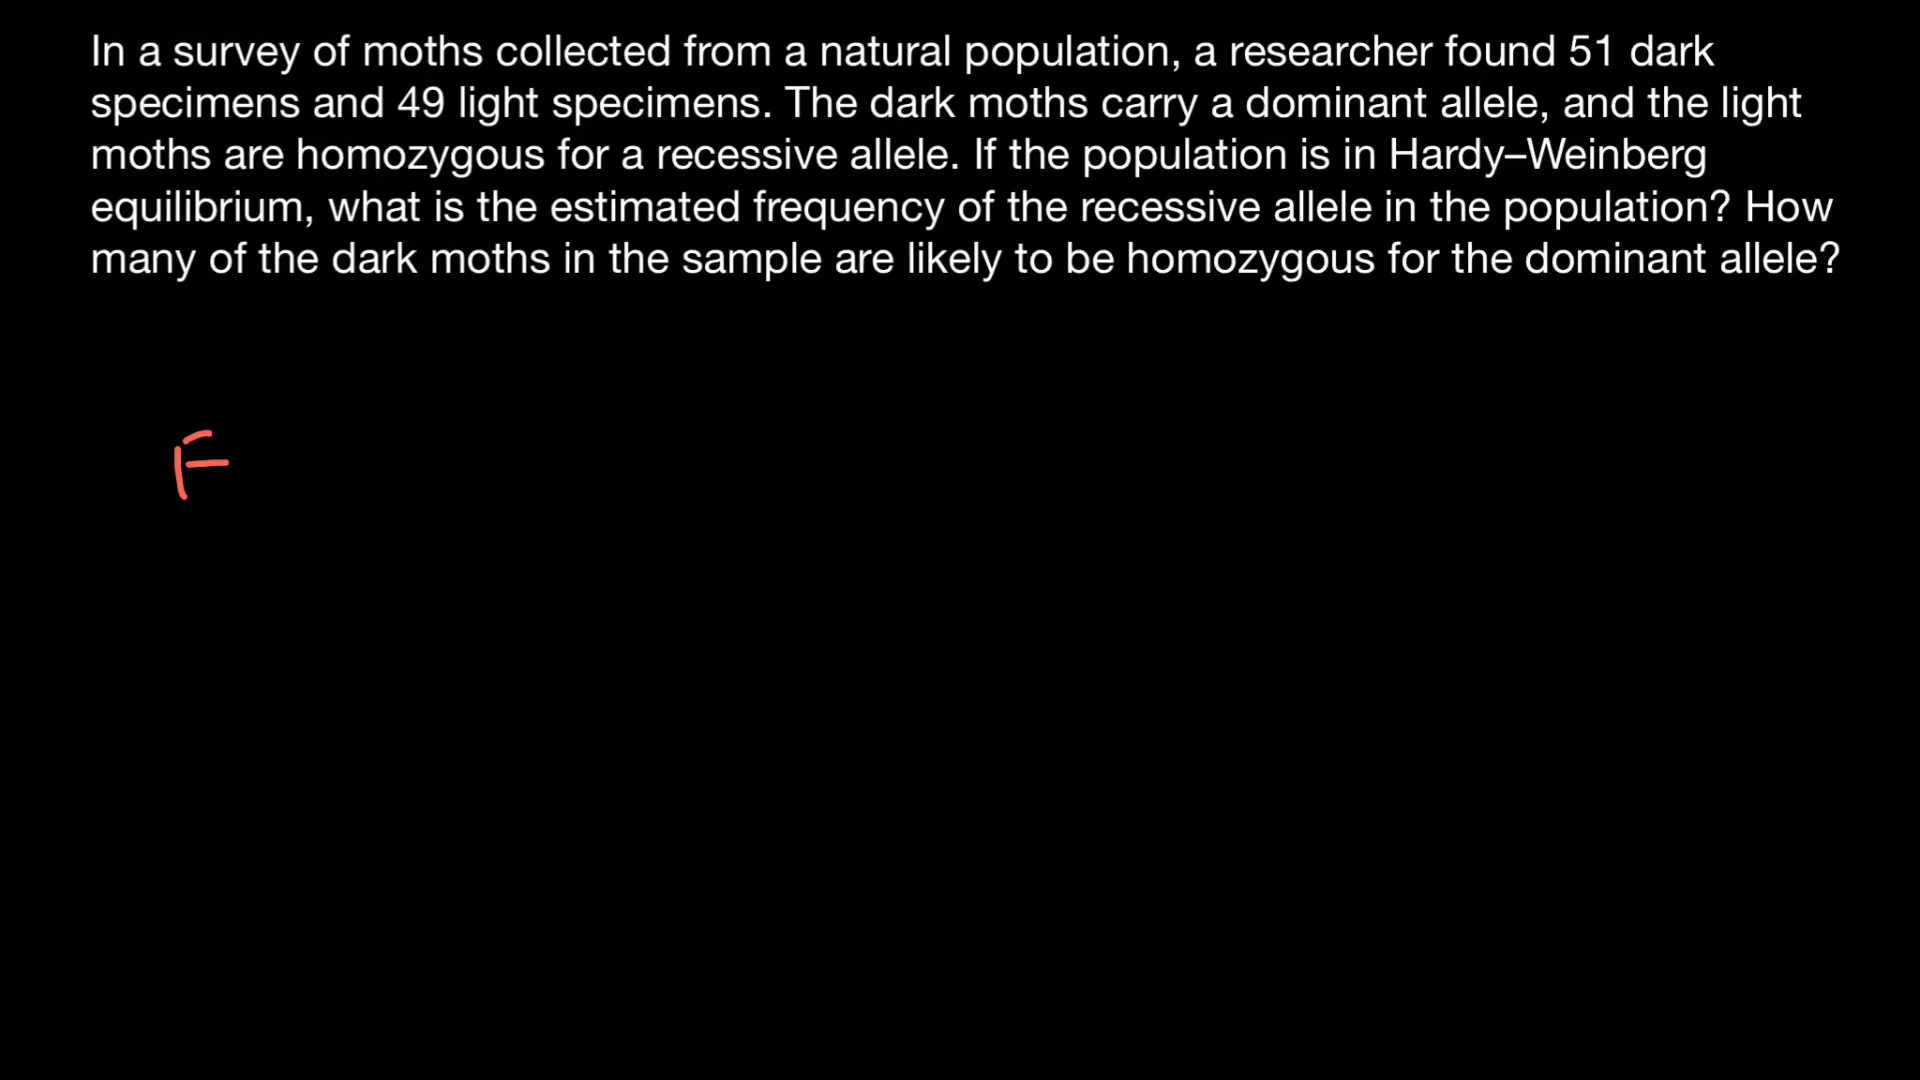 In a survey of moths collected from a natural population, a researcher found 51 dark
specimens and 49 light specimens. The dark moths carry a dominant allele, and the light
moths are homozygous for a recessive allele. If the population is in Hardy–Weinberg
equilibrium, what is the estimated frequency of the recessive allele in the population? How
many of the dark moths in the sample are likely to be homozygous for the dominant allele?
F